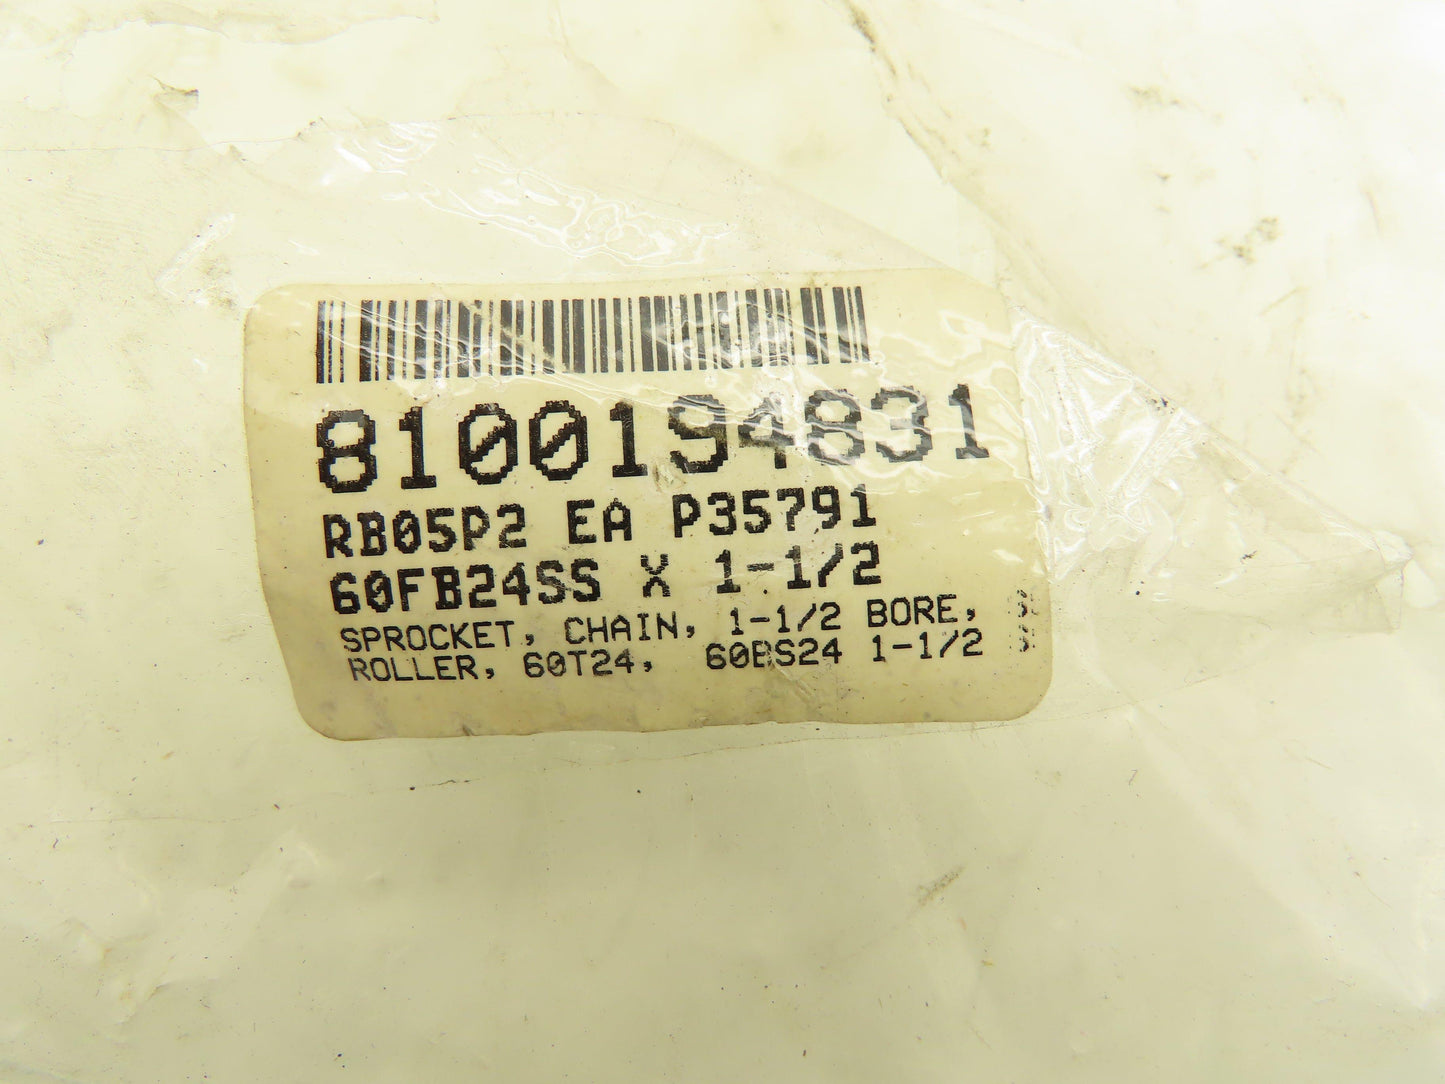 8100194831
RB05P2 EA P35791
60FB24SS X 1-1/2
SPROCKET, CHAIN, 1-1/2 BORE,
ROLLER, 60T24, 60BS24 1-1/2